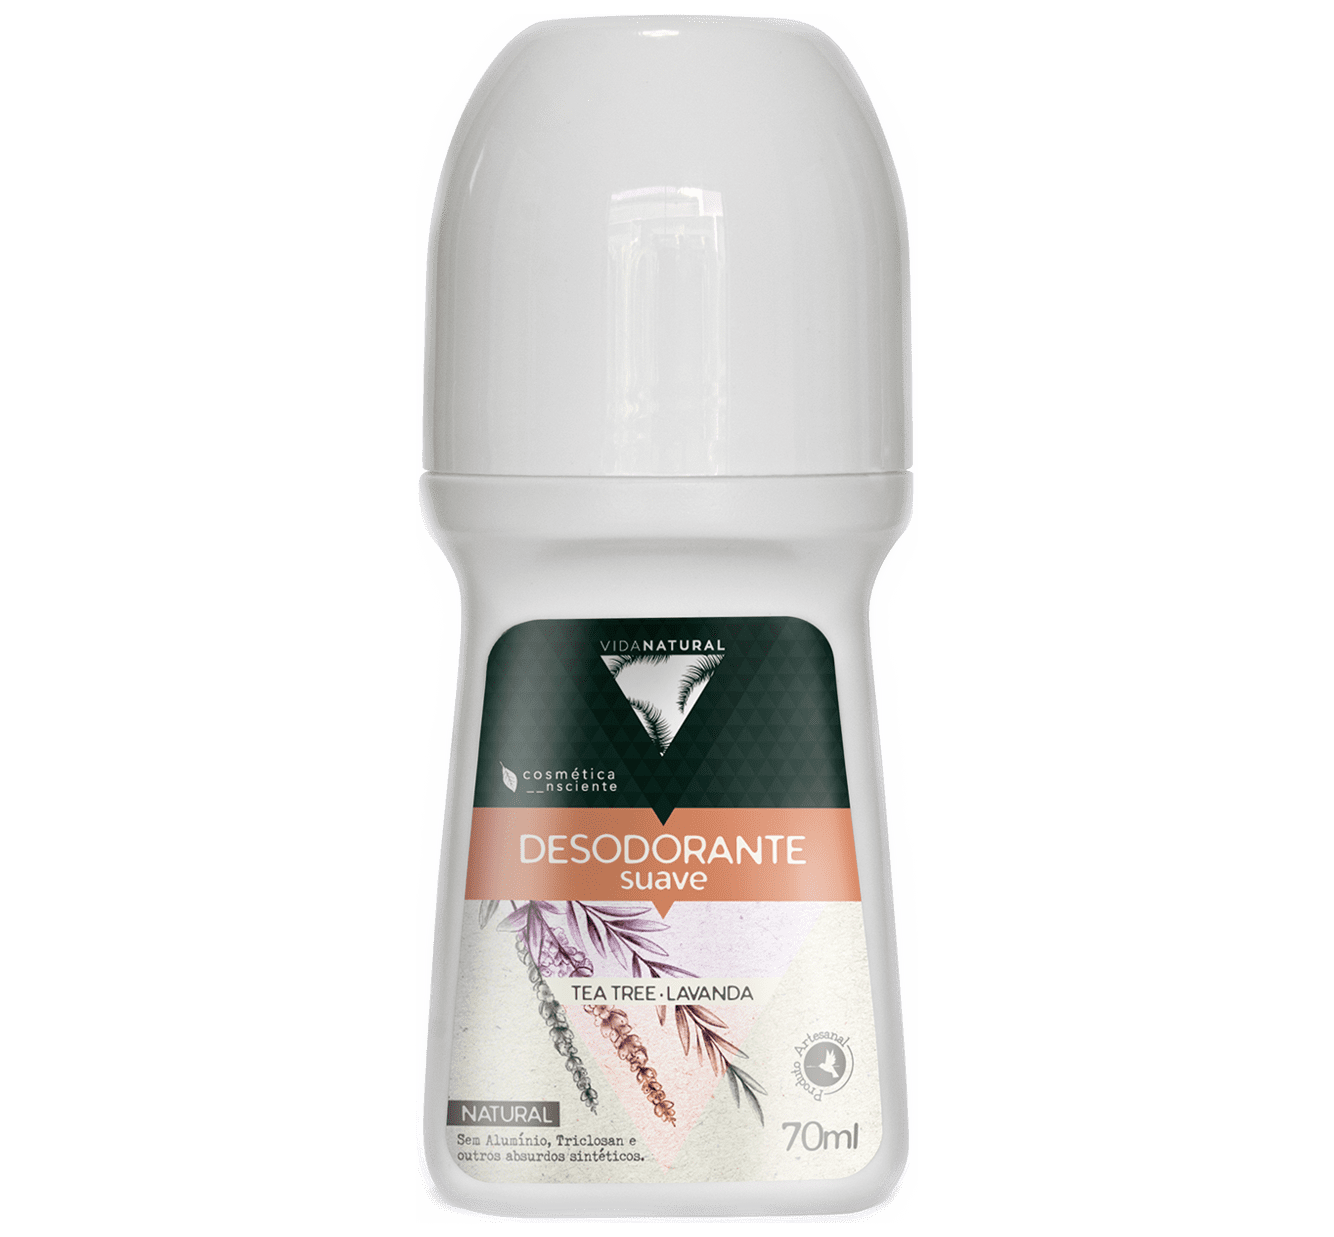 VIDANATURAL
cosmética
__nsciente
DESODORANTE
suave
TEA TREE · LAVANDA
Produto Artesanal
NATURAL
Sem Alumínio, Triclosan e
outros absurdos sintéticos.
70ml